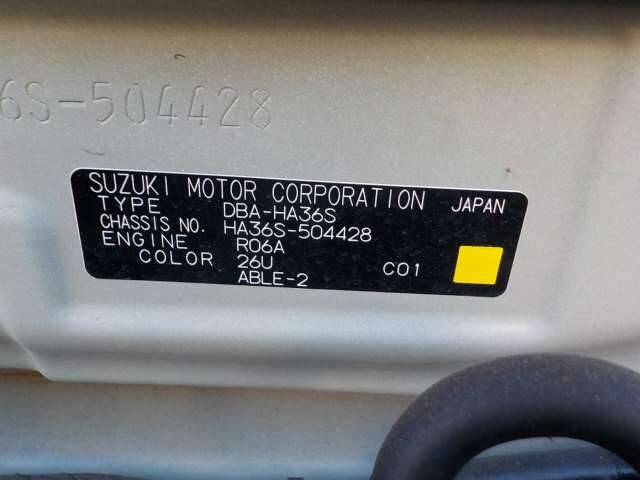 6S-504428
SUZUKI MOTOR CORPORATION JAPAN
TYPE DBA-HA36S
CHASSIS NO. HA36S-504428
ENGINE R06A
COLOR 26U C01
ABLE-2